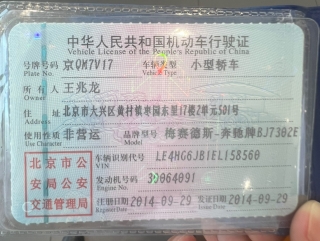 中华人民共和国机动车行驶证
Vehicle License of the People's Republic of China
号牌号码 京QM7V17 车辆类型 小型轿车
Plate No. Vehicle Type
所有人 王兆龙
Owner
住址 北京市大兴区黄村镇枣园东里17楼2单元501号
Address
使用性质 非营运 品牌型号 梅赛德斯-奔驰牌BJ7302E
Use Character
北京市公安局公安交通管理局
车辆识别代号 LE4HG6JB1EL158560
VIN
发动机号码 30064091
Engine No.
注册日期 2014-09-29 发证日期 2014-09-29